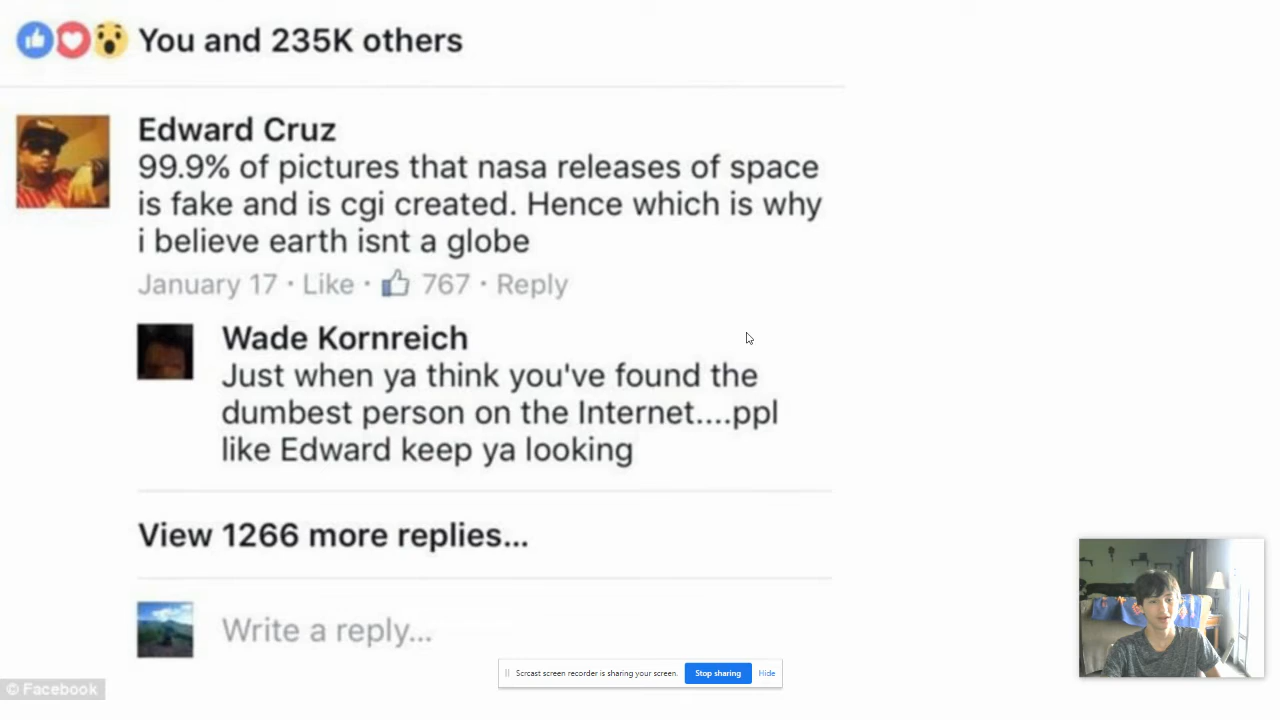 You and 235K others
Edward Cruz
99.9% of pictures that nasa releases of space
is fake and is cgi created. Hence which is why
i believe earth isnt a globe
January 17 · Like · 767 · Reply
Wade Kornreich
Just when ya think you've found the
dumbest person on the Internet....ppl
like Edward keep ya looking
View 1266 more replies...
Write a reply...
Scrcast screen recorder is sharing your screen. Stop sharing Hide
© Facebook